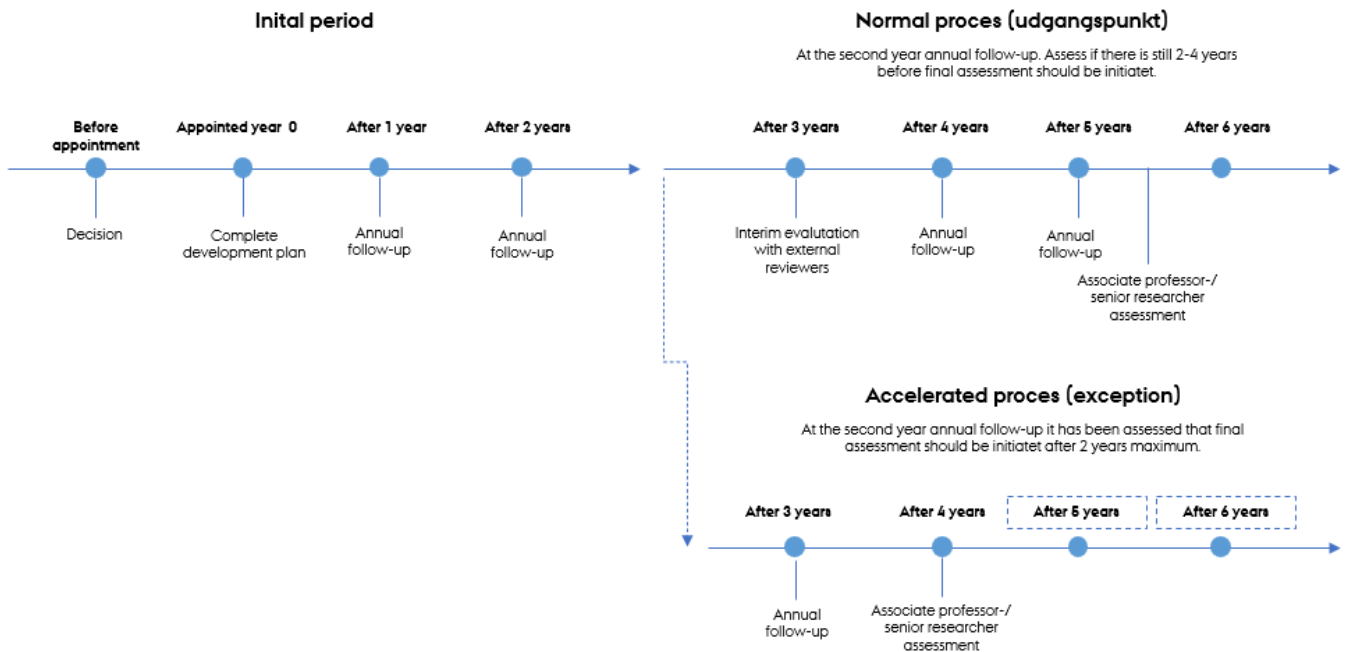 Inital period
Before
appointment
Appointed year 0
After 1 year
After 2 years
Decision
Complete
development plan
Annual
follow-up
Annual
follow-up
Normal proces (udgangspunkt)
At the second year annual follow-up. Assess if there is still 2-4 years
before final assessment should be initiatet.
After 3 years
After 4 years
After 5 years
After 6 years
Interim evalutation
with external
reviewers
Annual
follow-up
Annual
follow-up
Associate professor-/
senior researcher
assessment
Accelerated proces (exception)
At the second year annual follow-up it has been assessed that final
assessment should be initiatet after 2 years maximum.
After 3 years
After 4 years
After 5 years
After 6 years
Annual
follow-up
Associate professor-/
senior researcher
assessment